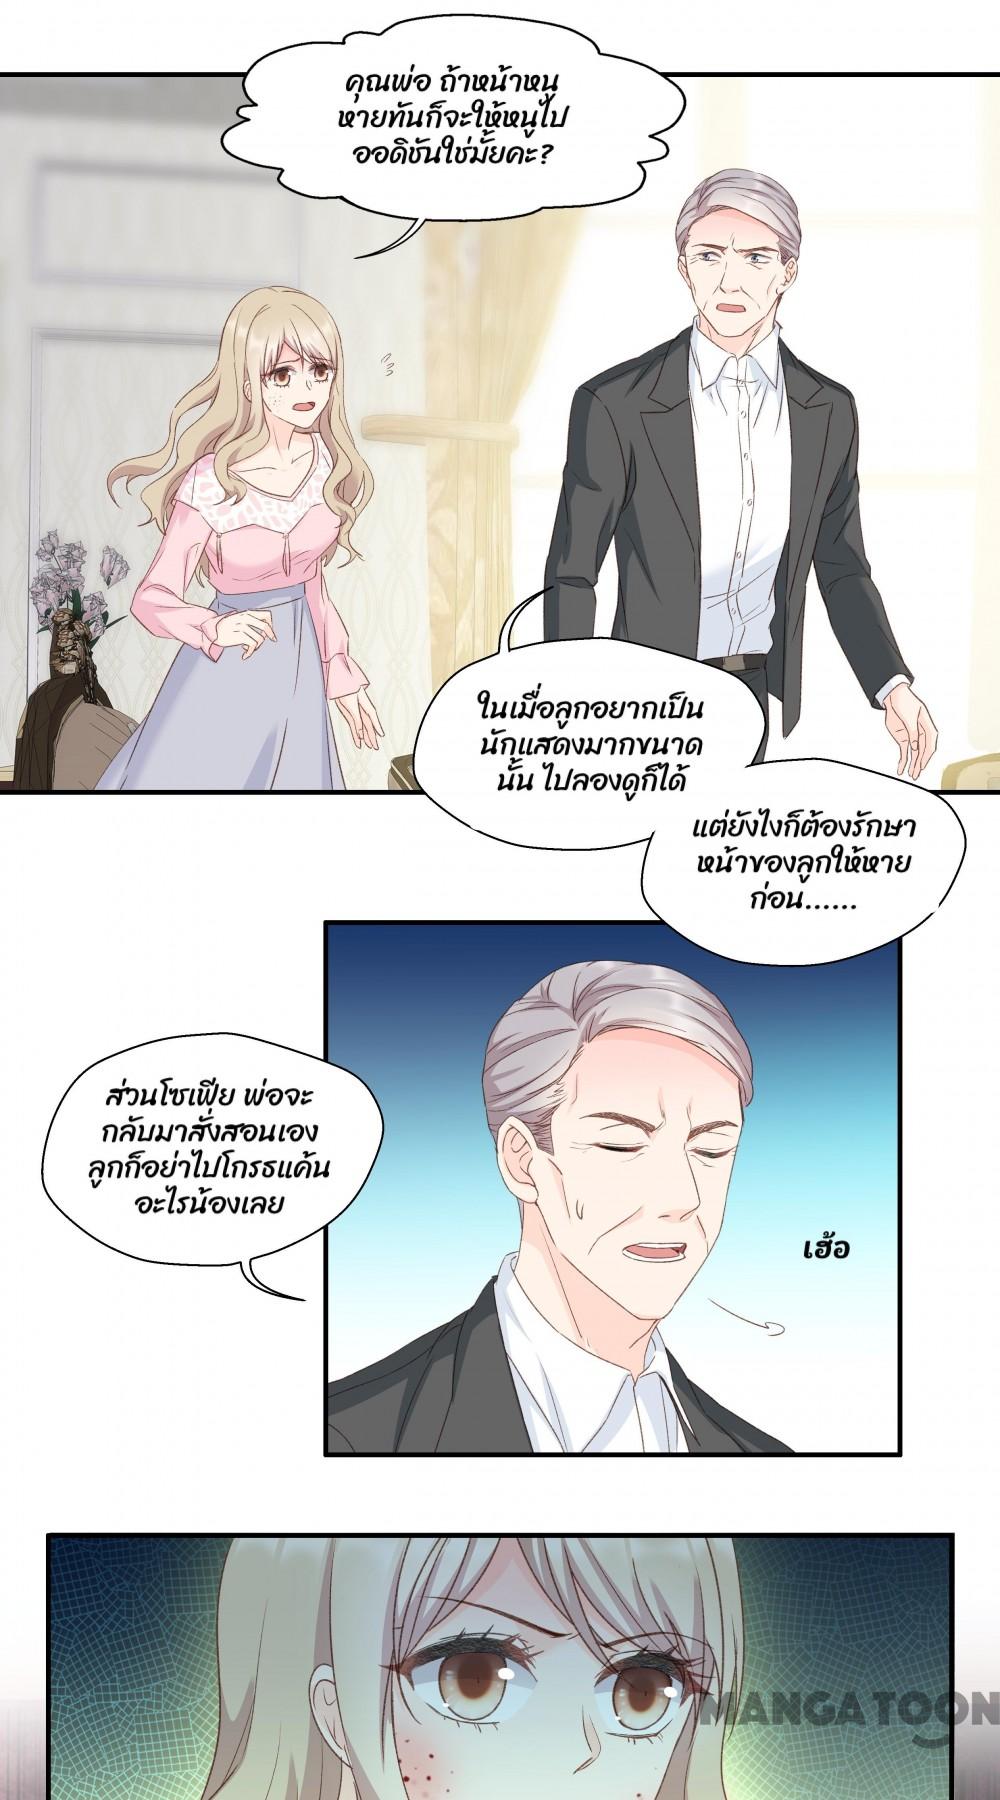 คุณพ่อ ถ้าหน้าหนู
หายทันก็จะให้หนูไป
ออดิชันใช่มั้ยคะ?
ในเมื่อลูกอยากเป็น
นักแสดงมากขนาด
นั้น ไปลองดูก็ได้
แต่ยังไงก็ต้องรักษา
หน้าของลูกให้หาย
ก่อน......
ส่วนโซเฟีย พ่อจะ
กลับมาสั่งสอนเอง
ลูกก็อย่าไปโกรธแค้น
อะไรน้องเลย
เฮ้อ
MANGATOON